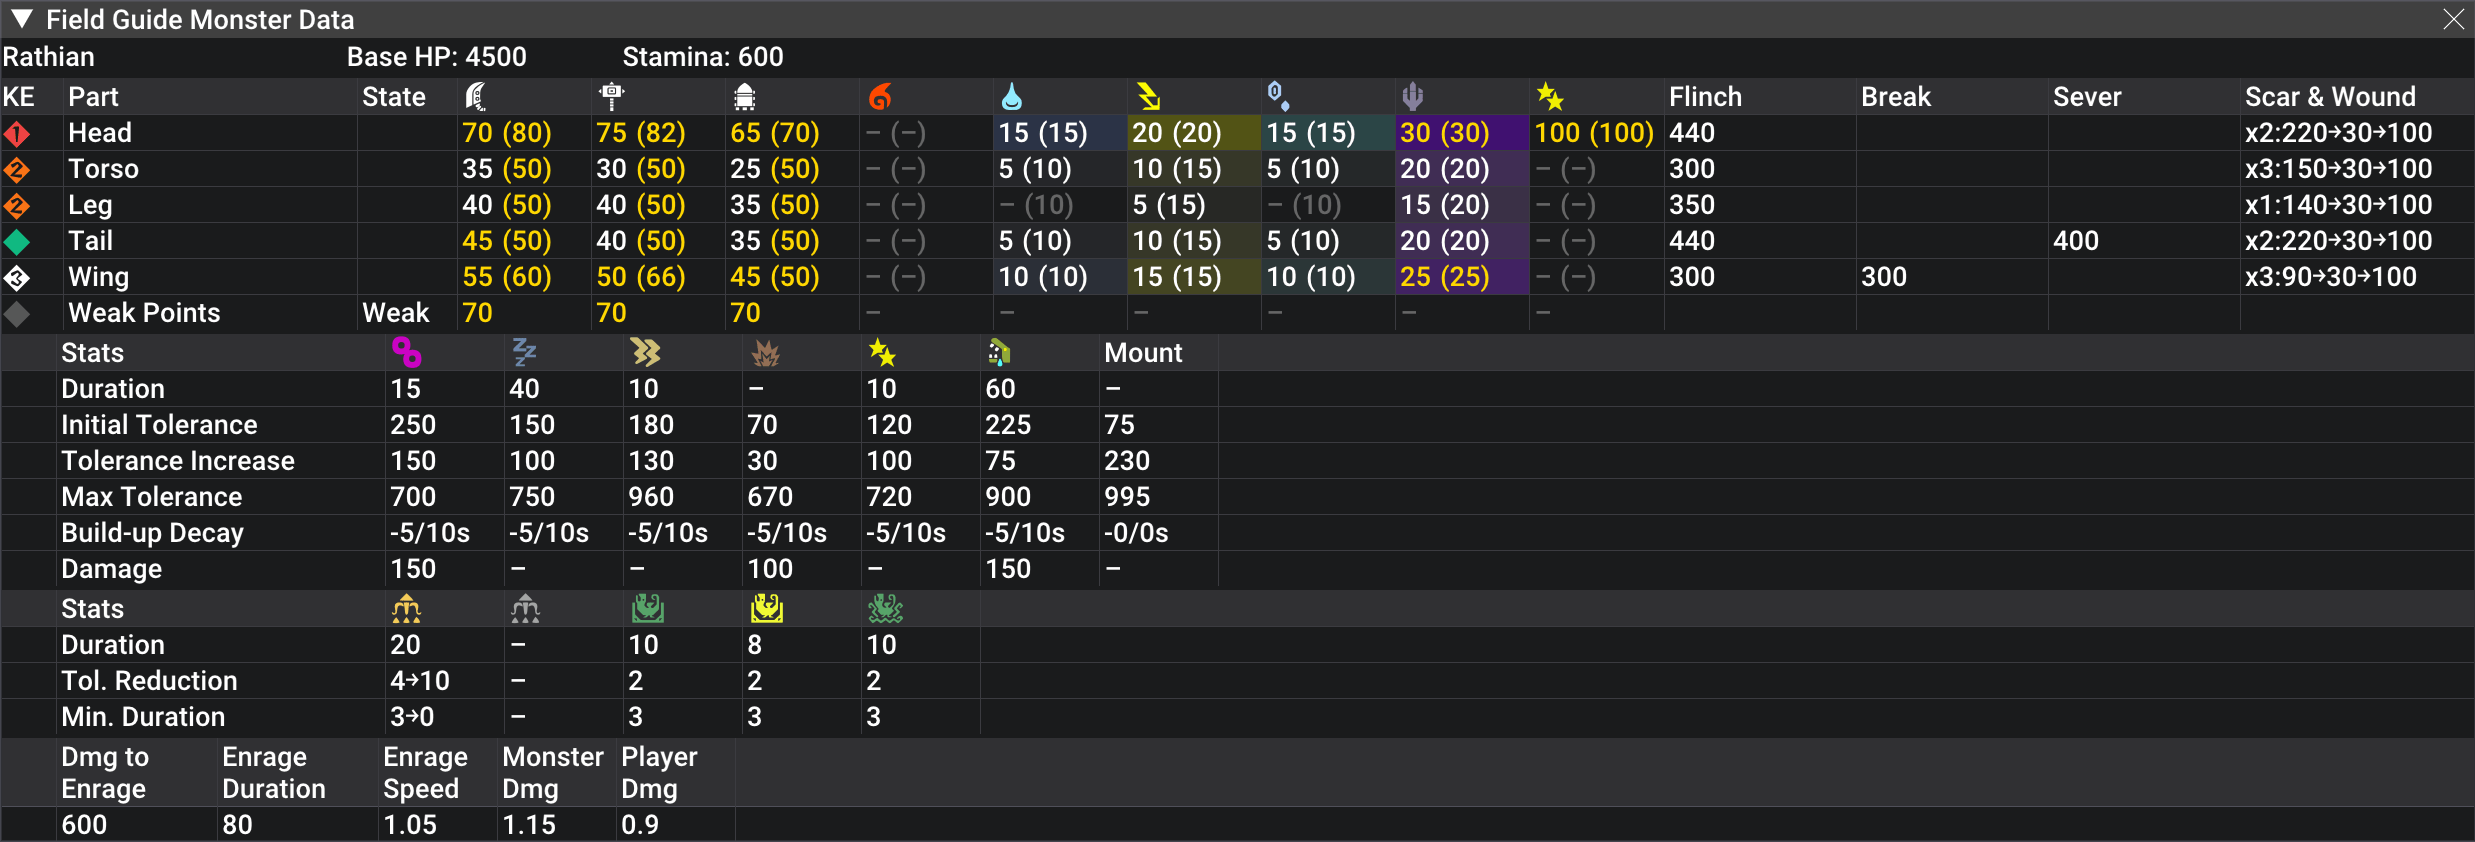 Field Guide Monster Data
Rathian Base HP: 4500 Stamina: 600
KE Part State Flinch Break Sever Scar & Wound
1 Head 70 (80) 75 (82) 65 (70) – (–) 15 (15) 20 (20) 15 (15) 30 (30) 100 (100) 440 x2:220→30→100
2 Torso 35 (50) 30 (50) 25 (50) – (–) 5 (10) 10 (15) 5 (10) 20 (20) – (–) 300 x3:150→30→100
2 Leg 40 (50) 40 (50) 35 (50) – (–) – (10) 5 (15) – (10) 15 (20) – (–) 350 x1:140→30→100
Tail 45 (50) 40 (50) 35 (50) – (–) 5 (10) 10 (15) 5 (10) 20 (20) – (–) 440 400 x2:220→30→100
3 Wing 55 (60) 50 (66) 45 (50) – (–) 10 (10) 15 (15) 10 (10) 25 (25) – (–) 300 300 x3:90→30→100
Weak Points Weak 70 70 70 – – – – – –
Stats Mount
Duration 15 40 10 – 10 60 –
Initial Tolerance 250 150 180 70 120 225 75
Tolerance Increase 150 100 130 30 100 75 230
Max Tolerance 700 750 960 670 720 900 995
Build-up Decay -5/10s -5/10s -5/10s -5/10s -5/10s -5/10s -0/0s
Damage 150 – – 100 – 150 –
Stats
Duration 20 – 10 8 10
Tol. Reduction 4→10 – 2 2 2
Min. Duration 3→0 – 3 3 3
Dmg to Enrage Enrage Monster Player
Enrage Duration Speed Dmg Dmg
600 80 1.05 1.15 0.9